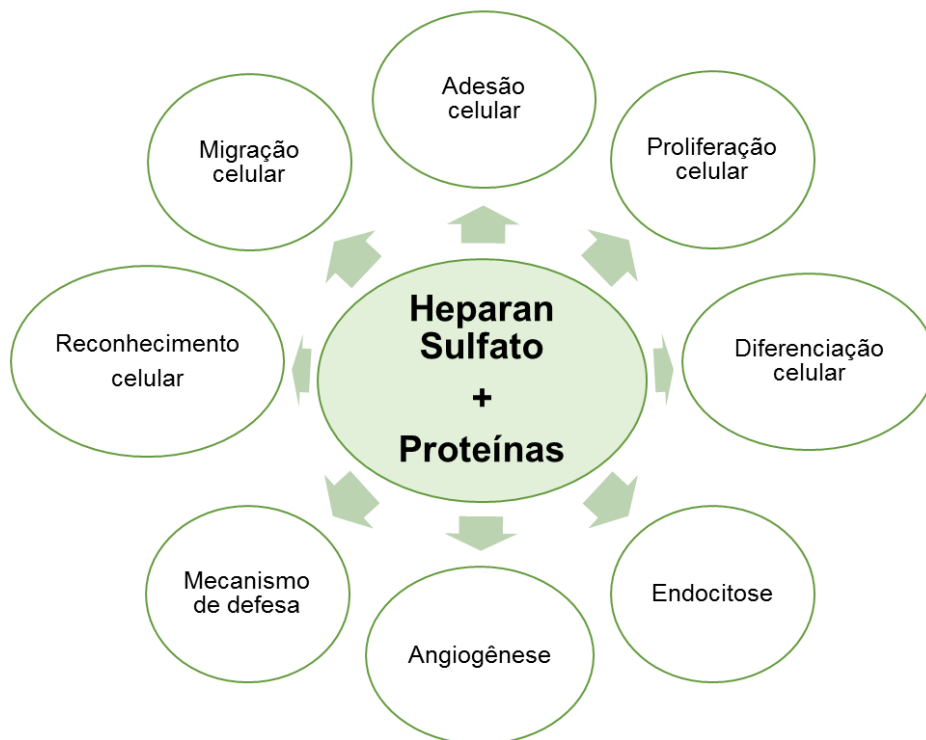 Adesão
celular
Proliferação
celular
Diferenciação
celular
Endocitose
Angiogênese
Mecanismo
de defesa
Reconhecimento
celular
Migração
celular
Heparan
Sulfato
+
Proteínas